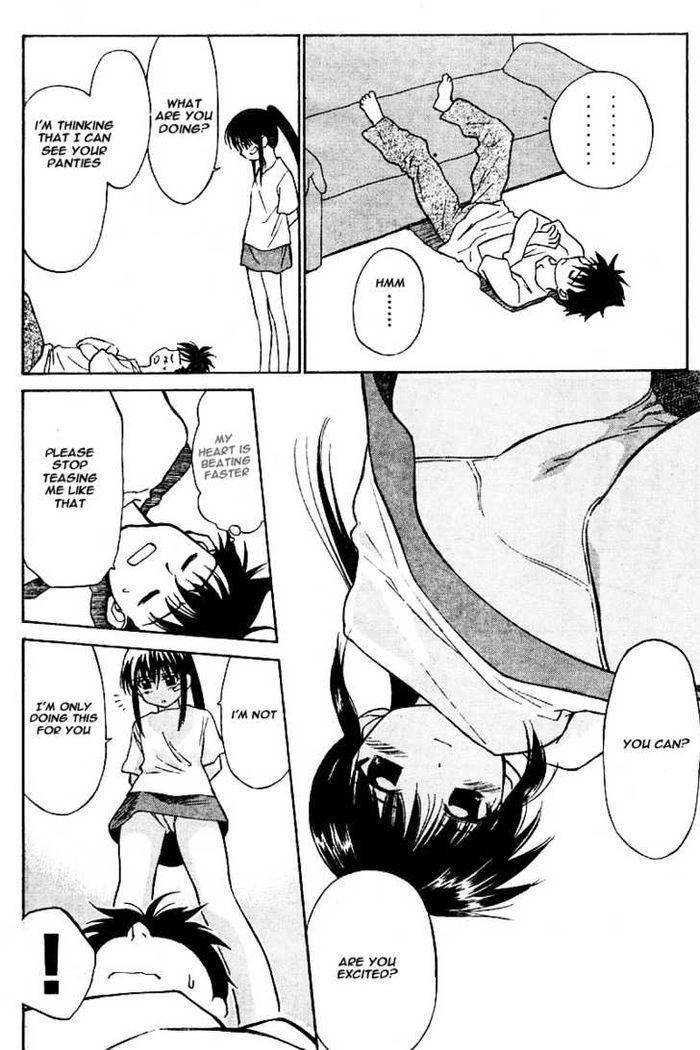 . . . . . .
. . . . . .
HMM
. . . .
WHAT
ARE YOU
DOING?
I'M THINKING
THAT I CAN
SEE YOUR
PANTIES
YOU CAN?
ARE YOU
EXCITED?
MY
HEART IS
BEATING
FASTER
PLEASE
STOP
TEASING
ME LIKE
THAT
I'M NOT
I'M ONLY
DOING THIS
FOR YOU
!